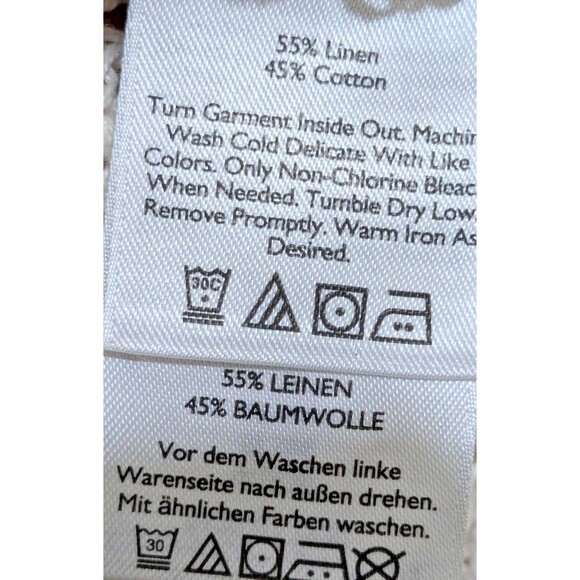 55% Linen
45% Cotton
Turn Garment Inside Out. Machin
Wash Cold Delicate With Like
Colors. Only Non-Chlorine Bleac
When Needed. Tumble Dry Low.
Remove Promptly. Warm Iron As
Desired.
30C
55% LEINEN
45% BAUMWOLLE
Vor dem Waschen linke
Warenseite nach außen drehen.
Mit ähnlichen Farben waschen.
30